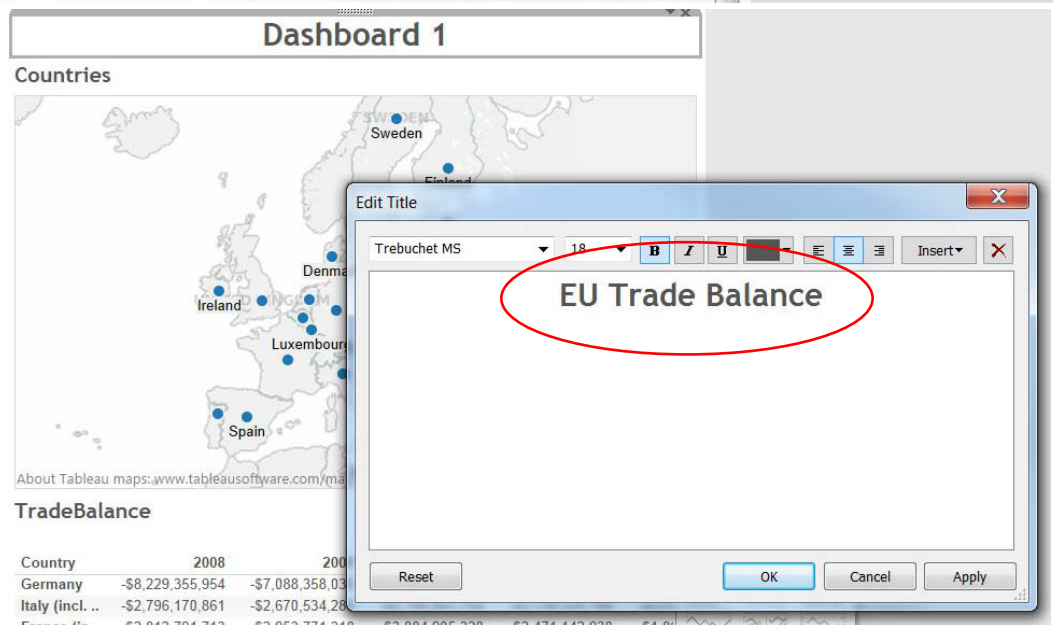 Dashboard 1
Countries
SWEDEN
Sweden
Finland
Edit Title
Trebuchet MS 18 B I U Insert
EU Trade Balance
Denma
Ireland
Luxembourg
Spain
About Tableau maps: www.tableausoftware.com/ma
TradeBalance
Country 2008 200
Germany -$8,229,355,954 -$7,088,358,03
Italy (incl. .. -$2,796,170,861 -$2,670,534,28
Reset OK Cancel Apply